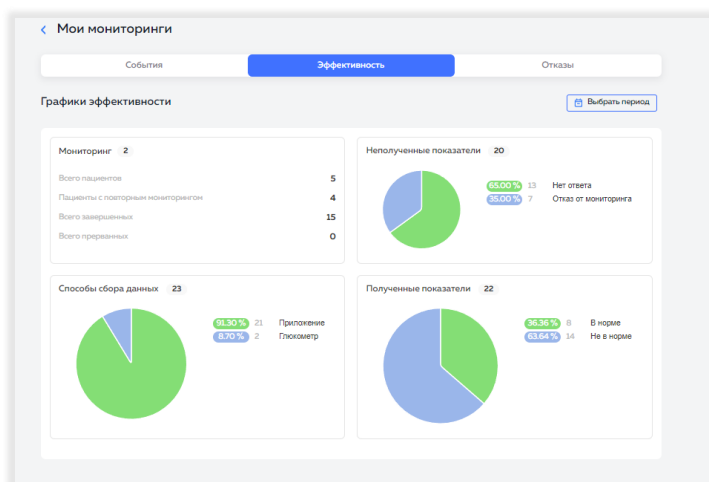 Мои мониторинги
События Эффективность Отказы
Графики эффективности Выбрать период
Мониторинг 2
Всего пациентов 5
Пациенты с повторным мониторингом 4
Всего завершенных 15
Всего прерванных 0
Неполученные показатели 20
65.00 % 13 Нет ответа
35.00 % 7 Отказ от мониторинга
Способы сбора данных 23
91.30 % 21 Приложение
8.70 % 2 Глюкометр
Полученные показатели 22
36.36 % 8 В норме
63.64 % 14 Не в норме